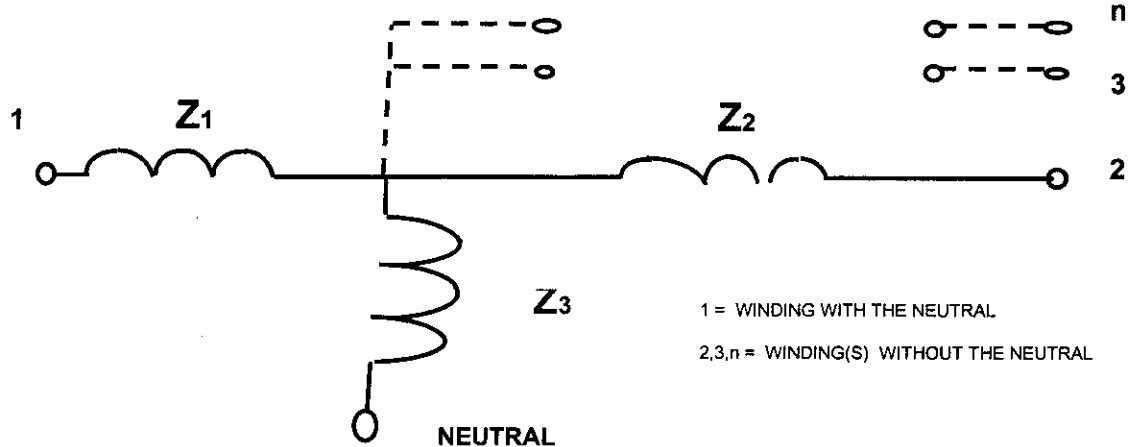 n
3
1
Z1
Z2
2
Z3
1 = WINDING WITH THE NEUTRAL
2,3,n = WINDING(S) WITHOUT THE NEUTRAL
NEUTRAL